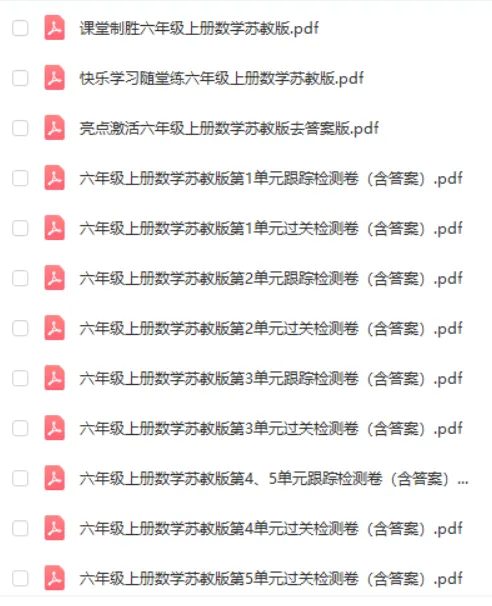 课堂制胜六年级上册数学苏教版.pdf
快乐学习随堂练六年级上册数学苏教版.pdf
亮点激活六年级上册数学苏教版去答案版.pdf
六年级上册数学苏教版第1单元跟踪检测卷（含答案）.pdf
六年级上册数学苏教版第1单元过关检测卷（含答案）.pdf
六年级上册数学苏教版第2单元跟踪检测卷（含答案）.pdf
六年级上册数学苏教版第2单元过关检测卷（含答案）.pdf
六年级上册数学苏教版第3单元跟踪检测卷（含答案）.pdf
六年级上册数学苏教版第3单元过关检测卷（含答案）.pdf
六年级上册数学苏教版第4、5单元跟踪检测卷（含答案）...
六年级上册数学苏教版第4单元过关检测卷（含答案）.pdf
六年级上册数学苏教版第5单元过关检测卷（含答案）.pdf